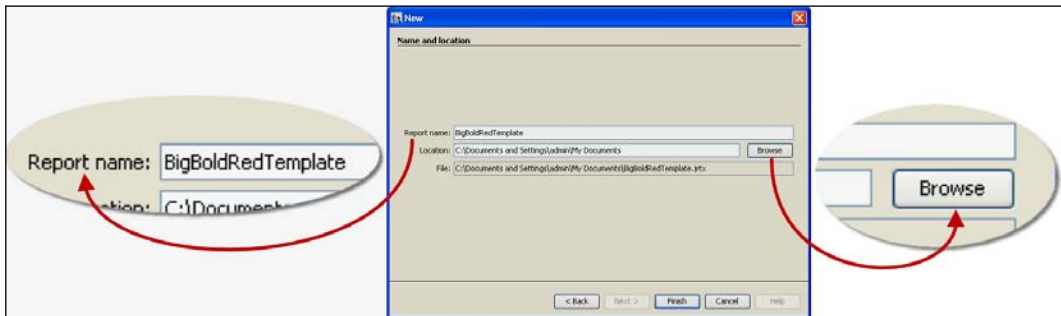 New
Name and location
Report name: BigBoldRedTemplate
Location: C:\Documents and Settings\admin\My Documents Browse
File: C:\Documents and Settings\admin\My Documents\BigBoldRedTemplate.jrtx
< Back Next > Finish Cancel Help
Report name: BigBoldRedTemplate
C:\Document
Browse